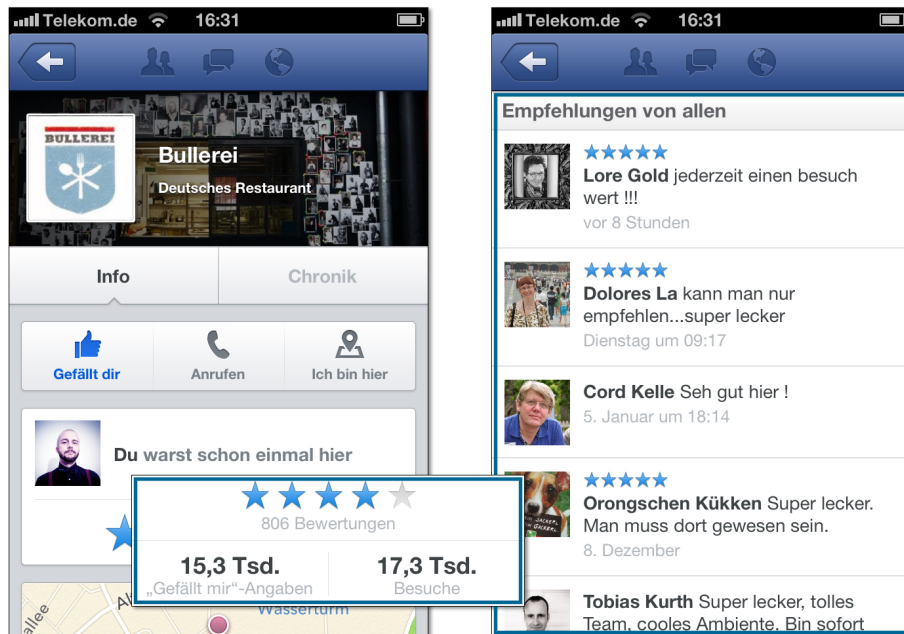 Telekom.de 16:31
BULLEREI
Bullerei
Deutsches Restaurant
Info
Chronik
Gefällt dir
Anrufen
Ich bin hier
Du warst schon einmal hier
806 Bewertungen
15,3 Tsd.
„Gefällt mir“-Angaben
17,3 Tsd.
Besuche
allee
Wasserturm
Telekom.de 16:31
Empfehlungen von allen
Lore Gold jederzeit einen besuch
wert !!!
vor 8 Stunden
Dolores La kann man nur
empfehlen...super lecker
Dienstag um 09:17
Cord Kelle Seh gut hier !
5. Januar um 18:14
Orongschen Kükken Super lecker.
Man muss dort gewesen sein.
8. Dezember
Tobias Kurth Super lecker, tolles
Team, cooles Ambiente. Bin sofort